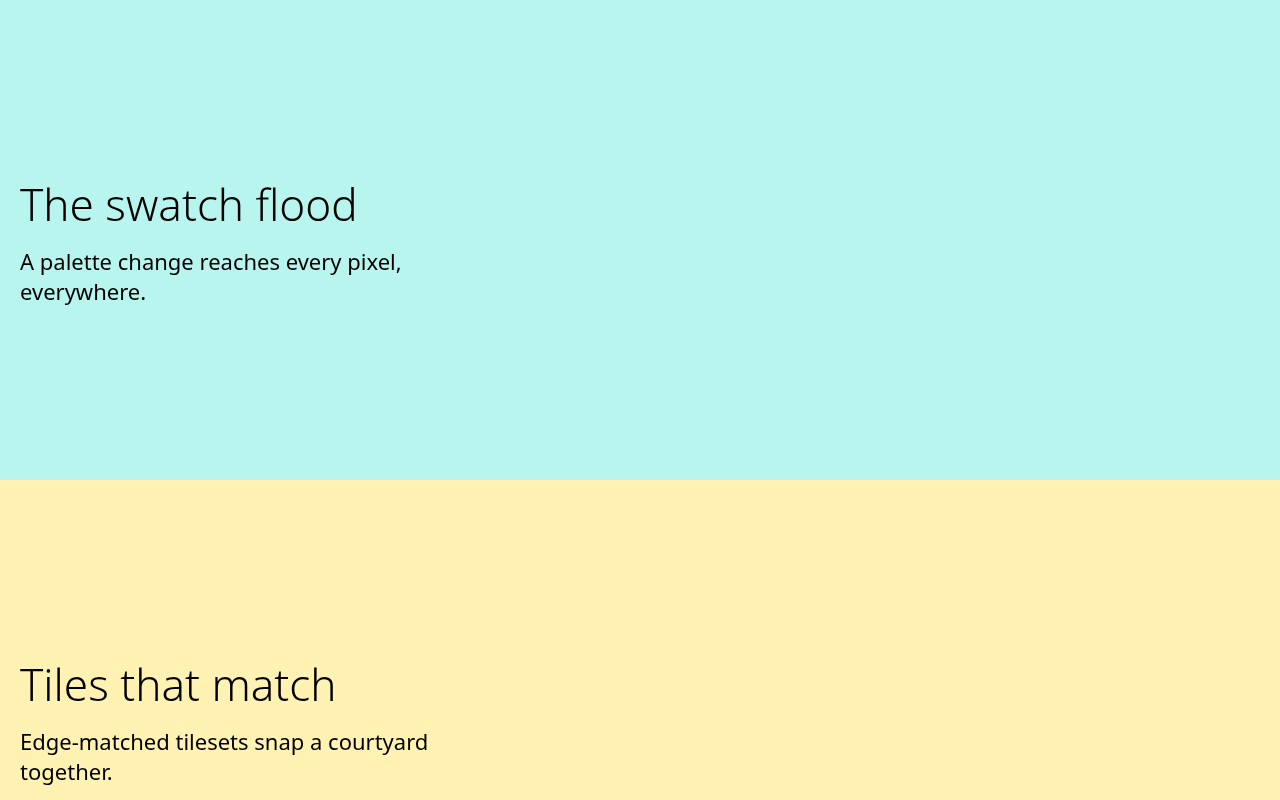 The swatch flood
A palette change reaches every pixel,
everywhere.
Tiles that match
Edge-matched tilesets snap a courtyard
together.